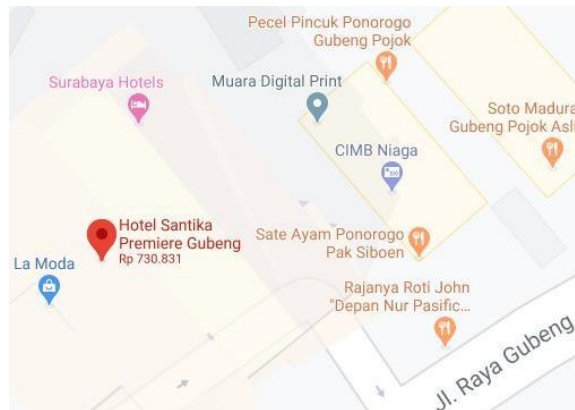 Pecel Pincuk Ponorogo
Gubeng Pojok
Surabaya Hotels
Muara Digital Print
Soto Madura
Gubeng Pojok Asli
CIMB Niaga
Hotel Santika
Premiere Gubeng
Rp 730.831
Sate Ayam Ponorogo
Pak Siboen
La Moda
Rajanya Roti John
"Depan Nur Pasific...
Jl. Raya Gubeng